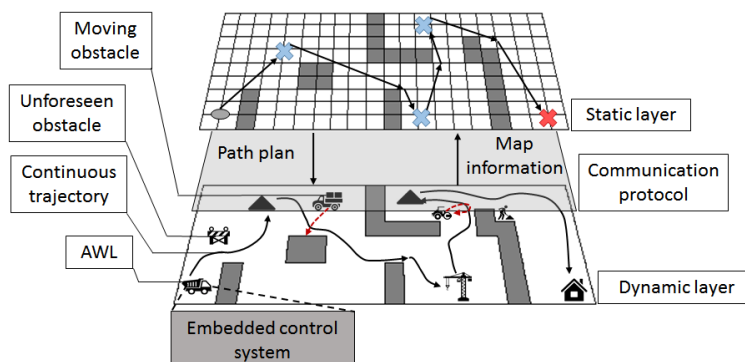 Moving
obstacle
Unforeseen
obstacle
Continuous
trajectory
AWL
Path plan
Map
information
Static layer
Communication
protocol
Dynamic layer
Embedded control
system